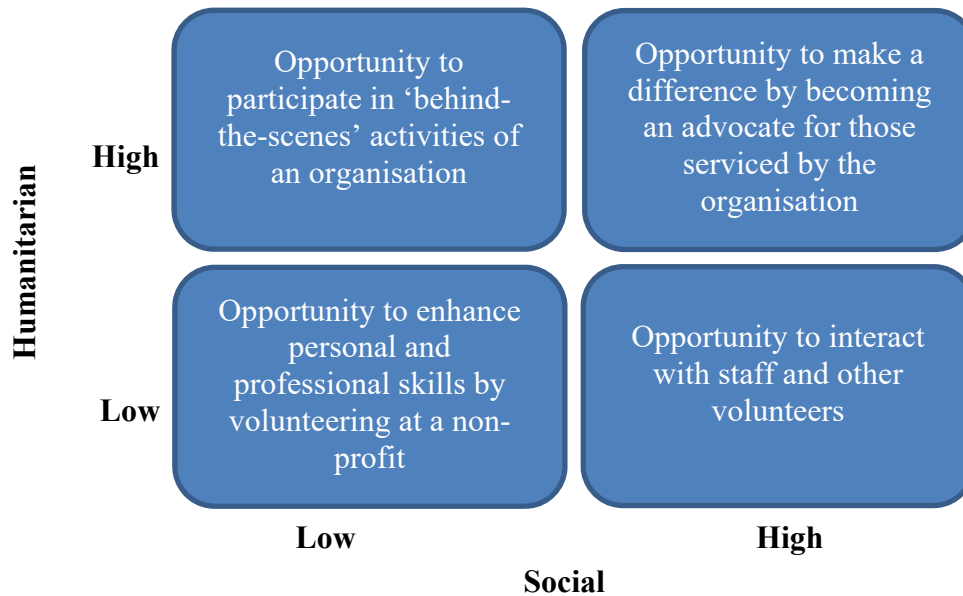 Opportunity to
participate in ‘behind-
the-scenes’ activities of
an organisation
Opportunity to make a
difference by becoming
an advocate for those
serviced by the
organisation
High
Humanitarian
Opportunity to enhance
personal and
professional skills by
volunteering at a non-
profit
Opportunity to interact
with staff and other
volunteers
Low
Low
High
Social